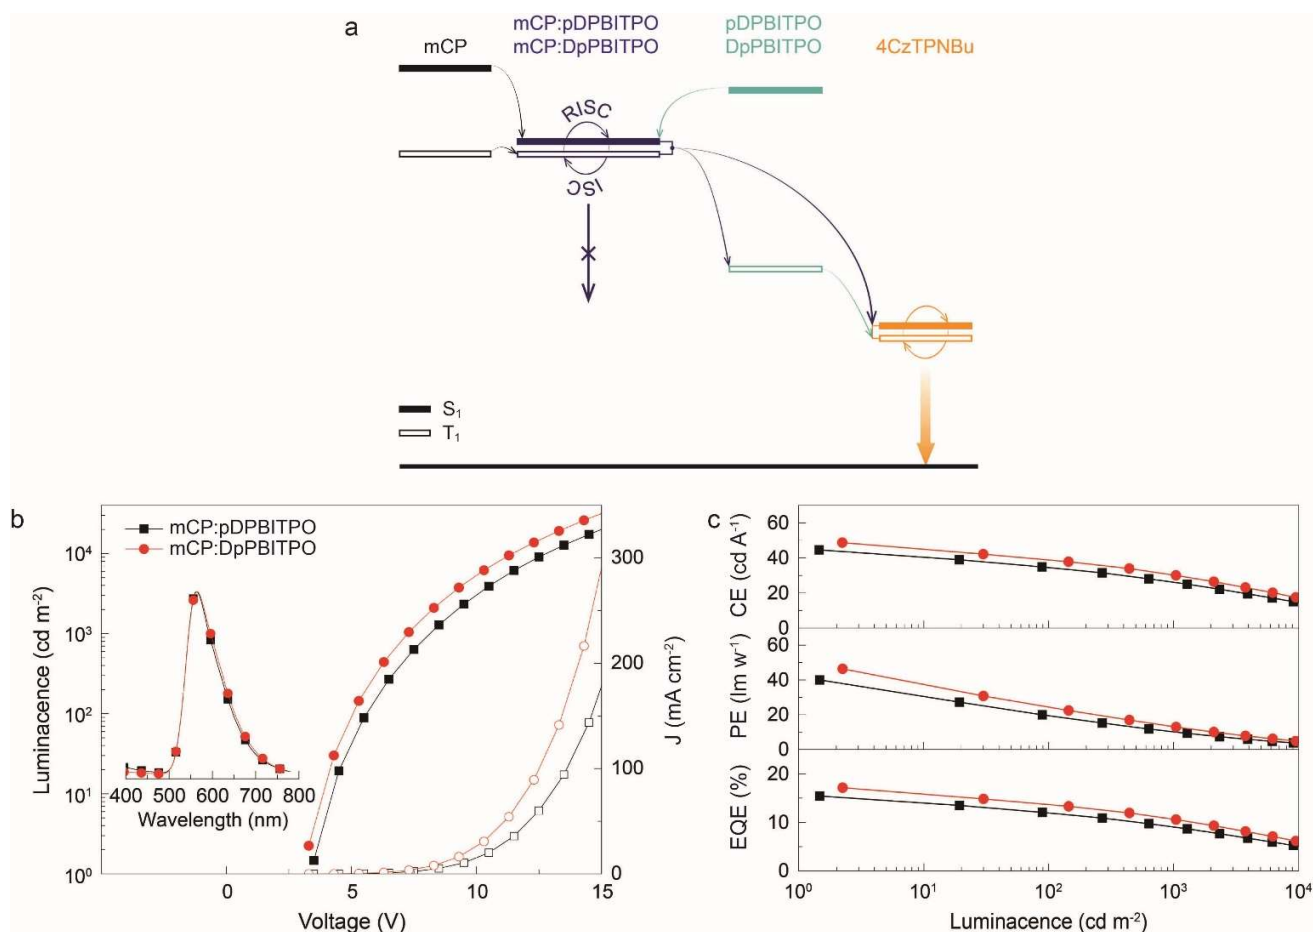 a
mCP
mCP:pDPBITPO
mCP:DpPBITPO
pDPBITPO
DpPBITPO
4CzTPNBu
RISC
ISC
S₁
T₁
b
mCP:pDPBITPO
mCP:DpPBITPO
Luminacence (cd m⁻²)
10⁴
10³
10²
10¹
10⁰
400 500 600 700 800
Wavelength (nm)
0 5 10 15
Voltage (V)
300
200
100
0
J (mA cm⁻²)
c
CE (cd A⁻¹)
60
40
20
0
PE (lm w⁻¹)
60
40
20
0
EQE (%)
20
10
0
10⁰ 10¹ 10² 10³ 10⁴
Luminacence (cd m⁻²)